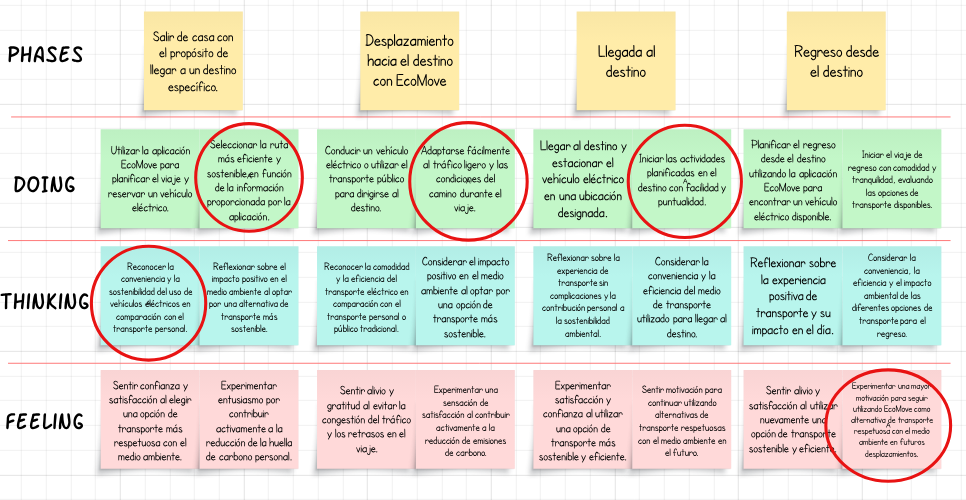 PHASES
Salir de casa con
el propósito de
llegar a un destino
específico.
Desplazamiento
hacia el destino
con EcoMove
Llegada al
destino
Regreso desde
el destino
DOING
Utilizar la aplicación
EcoMove para
planificar el viaje y
reservar un vehículo
eléctrico.
Seleccionar la ruta
más eficiente y
sostenible,en función
de la información
proporcionada por la
aplicación.
Conducir un vehículo
eléctrico o utilizar el
transporte público
para dirigirse al
destino.
Adaptarse fácilmente
al tráfico ligero y las
condiciones del
camino durante el
viaje.
Llegar al destino y
estacionar el
vehículo eléctrico
en una ubicación
designada.
Iniciar las actividades
planificadas en el
destino con facilidad y
puntualidad.
Planificar el regreso
desde el destino
utilizando la aplicación
EcoMove para
encontrar un vehículo
eléctrico disponible.
Iniciar el viaje de
regreso con comodidad y
tranquilidad, evaluando
las opciones de
transporte disponibles.
THINKING
Reconocer la
conveniencia y la
sostenibilidad del uso de
vehículos eléctricos en
comparación con el
transporte personal.
Reflexionar sobre el
impacto positivo en el
medio ambiente al optar
por una alternativa de
transporte más
sostenible.
Reconocer la comodidad
y la eficiencia del
transporte eléctrico en
comparación con el
transporte personal o
público tradicional.
Considerar el impacto
positivo en el medio
ambiente al optar por
una opción de
transporte más
sostenible.
Reflexionar sobre la
experiencia de
transporte sin
complicaciones y la
contribución personal a
la sostenibilidad
ambiental.
Considerar la
conveniencia y la
eficiencia del medio
de transporte
utilizado para llegar al
destino.
Reflexionar sobre
la experiencia
positiva de
transporte y su
impacto en el día.
Considerar la
conveniencia, la
eficiencia y el impacto
ambiental de las
diferentes opciones de
transporte para el
regreso.
FEELING
Sentir confianza y
satisfacción al elegir
una opción de
transporte más
respetuosa con el
medio ambiente.
Experimentar
entusiasmo por
contribuir
activamente a la
reducción de la huella
de carbono personal.
Sentir alivio y
gratitud al evitar la
congestión del tráfico
y los retrasos en el
viaje.
Experimentar una
sensación de
satisfacción al contribuir
activamente a la
reducción de emisiones
de carbono.
Experimentar
satisfacción y
confianza al utilizar
una opción de
transporte más
sostenible y eficiente.
Sentir motivación para
continuar utilizando
alternativas de
transporte respetuosas
con el medio ambiente en
el futuro.
Sentir alivio y
satisfacción al utilizar
nuevamente una
opción de transporte
sostenible y eficiente.
Experimentar una mayor
motivación para seguir
utilizando EcoMove como
alternativa de transporte
respetuosa con el medio
ambiente en futuros
desplazamientos.